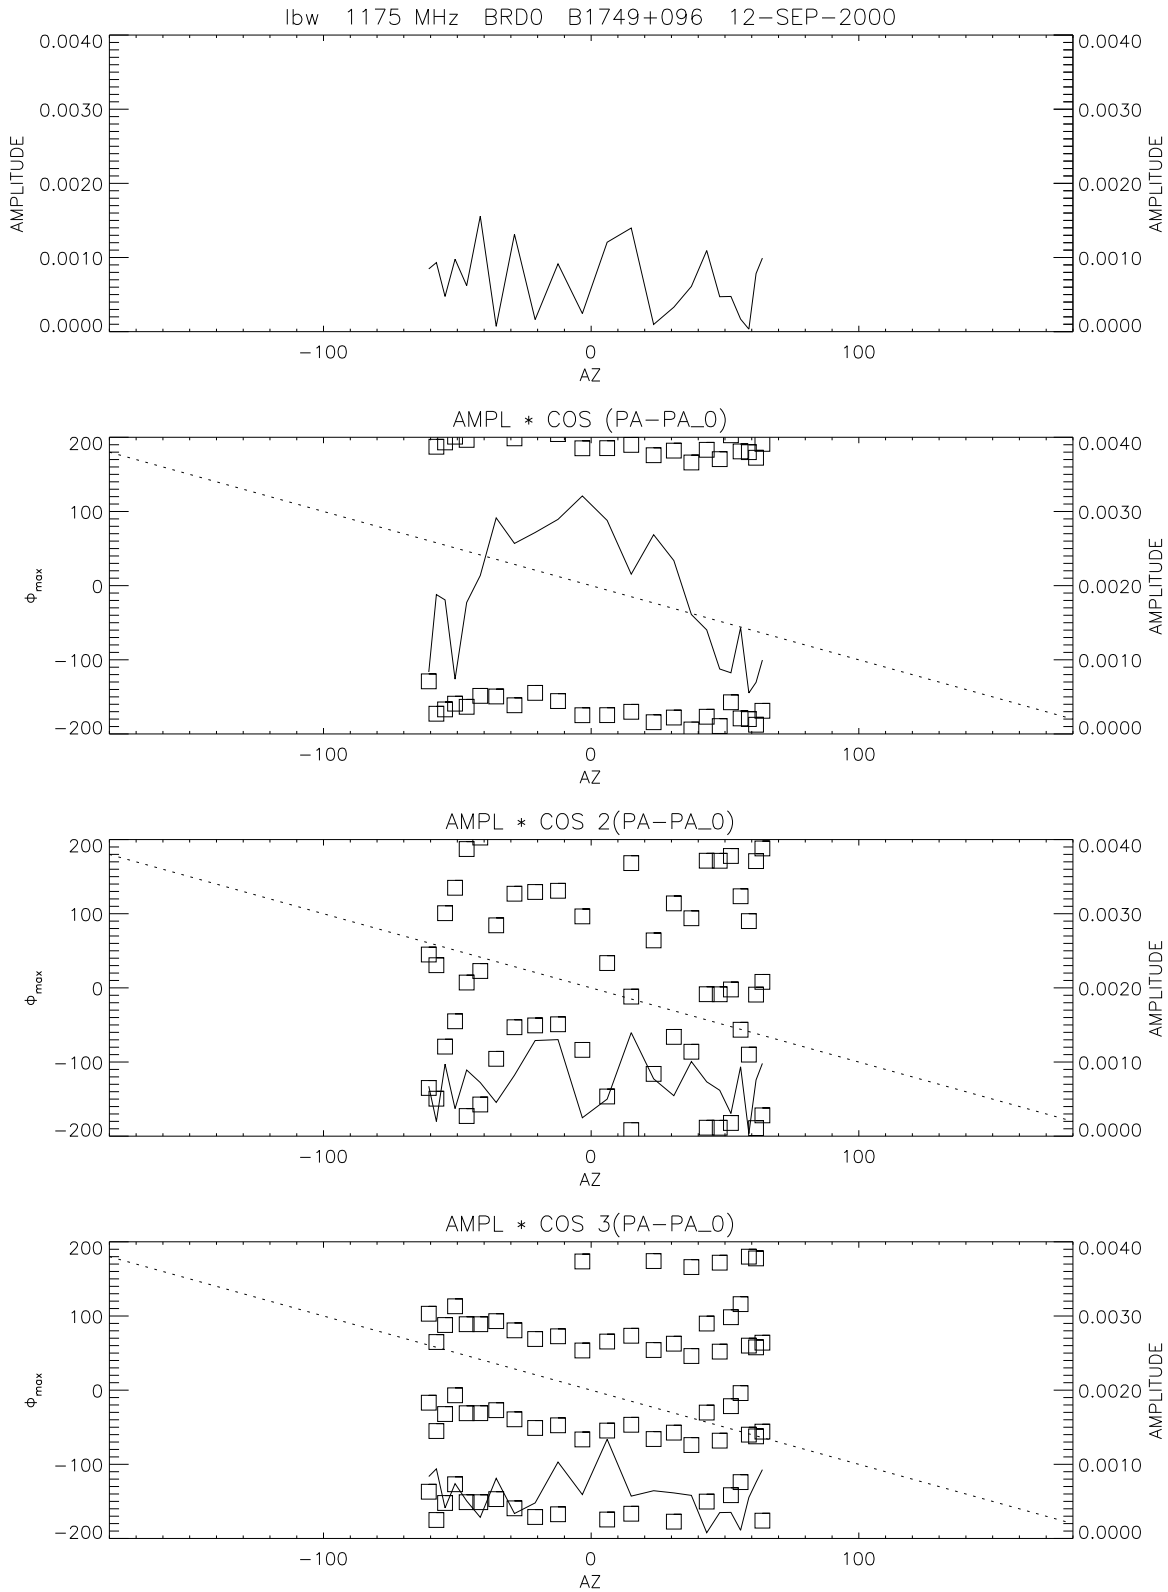 lbw 1175 MHz BRD0 B1749+096 12-SEP-2000
0.0040 0.0040
0.0030 0.0030
0.0020 0.0020
0.0010 0.0010
0.0000 0.0000
AMPLITUDE
AMPLITUDE
-100 0 100
AZ
AMPL * COS (PA-PA_0)
200 0.0040
100 0.0030
0 0.0020
-100 0.0010
-200 0.0000
Φmax
AMPLITUDE
-100 0 100
AZ
AMPL * COS 2(PA-PA_0)
200 0.0040
100 0.0030
0 0.0020
-100 0.0010
-200 0.0000
Φmax
AMPLITUDE
-100 0 100
AZ
AMPL * COS 3(PA-PA_0)
200 0.0040
100 0.0030
0 0.0020
-100 0.0010
-200 0.0000
Φmax
AMPLITUDE
-100 0 100
AZ